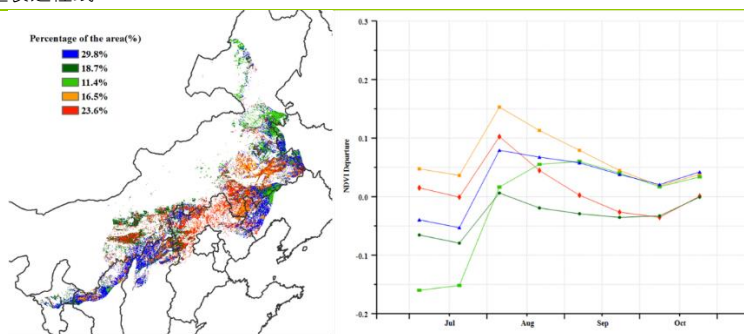 Percentage of the area(%)
29.8%
18.7%
11.4%
16.5%
23.6%
NDVI Departure
0.3
0.2
0.1
0.0
-0.1
-0.2
Jul
Aug
Sep
Oct